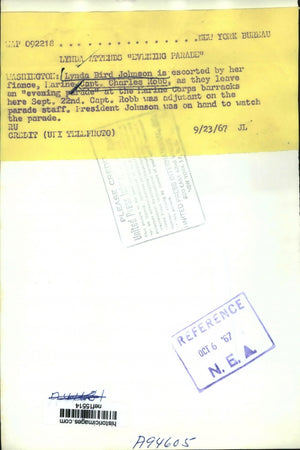 WAP 092218 ........NEW YORK BUREAU
LYNDA ATTENDS "EVENING PARADE"
WASHINGTON: Lynda Bird Johnson is escorted by her
fiance, Marine Capt. Charles Robb, as they leave
an "evening parade" at the Marine Corps barracks
here Sept. 22nd. Capt. Robb was adjutant on the
parade staff. President Johnson was on hand to watch
the parade.
RU
CREDIT (UPI TELEPHOTO) 9/23/67 JL
PLEASE CREDIT
REFERENCE
OCT 6 '67
N. E. A.
historicimages.com
nef15514
A94605